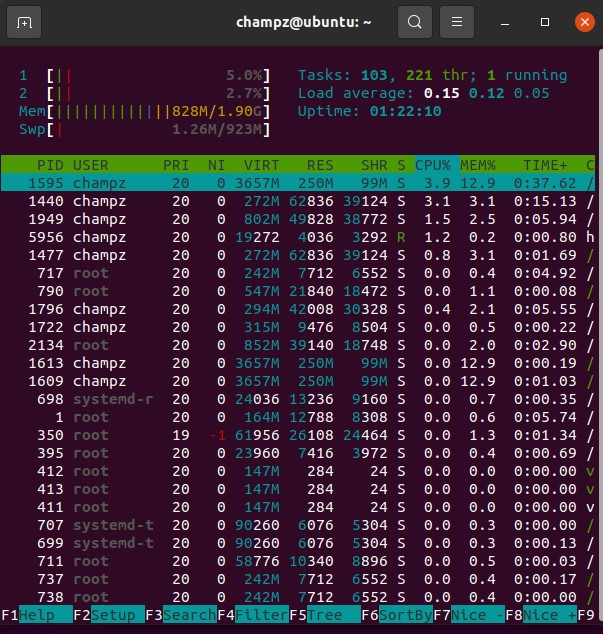 champz@ubuntu: ~
1 [|| 5.0%] Tasks: 103, 221 thr; 1 running
2 [|| 2.7%] Load average: 0.15 0.12 0.05
Mem[||||||||||||||828M/1.90G] Uptime: 01:22:10
Swp[| 1.26M/923M]
PID USER PRI NI VIRT RES SHR S CPU% MEM% TIME+ C
1595 champz 20 0 3657M 250M 99M S 3.9 12.9 0:37.62 /
1440 champz 20 0 272M 62836 39124 S 3.1 3.1 0:15.13 /
1949 champz 20 0 802M 49828 38772 S 1.5 2.5 0:05.94 /
5956 champz 20 0 19272 4036 3292 R 1.2 0.2 0:00.80 h
1477 champz 20 0 272M 62836 39124 S 0.8 3.1 0:01.69 /
717 root 20 0 242M 7712 6552 S 0.0 0.4 0:04.92 /
790 root 20 0 547M 21840 18472 S 0.0 1.1 0:00.08 /
1796 champz 20 0 294M 42008 30328 S 0.4 2.1 0:05.55 /
1722 champz 20 0 315M 9476 8504 S 0.0 0.5 0:00.22 /
2134 root 20 0 852M 39140 18748 S 0.0 2.0 0:02.90 /
1613 champz 20 0 3657M 250M 99M S 0.0 12.9 0:00.19 /
1609 champz 20 0 3657M 250M 99M S 0.0 12.9 0:01.03 /
698 systemd-r 20 0 24036 13236 9160 S 0.0 0.7 0:00.35 /
1 root 20 0 164M 12788 8308 S 0.0 0.6 0:05.74 /
350 root 19 -1 61956 26108 24464 S 0.0 1.3 0:01.34 /
395 root 20 0 23960 7416 3972 S 0.0 0.4 0:00.69 /
412 root 20 0 147M 284 24 S 0.0 0.0 0:00.00 v
413 root 20 0 147M 284 24 S 0.0 0.0 0:00.00 v
411 root 20 0 147M 284 24 S 0.0 0.0 0:00.00 v
707 systemd-t 20 0 90260 6076 5304 S 0.0 0.3 0:00.00 /
699 systemd-t 20 0 90260 6076 5304 S 0.0 0.3 0:00.13 /
711 root 20 0 58776 10340 8896 S 0.0 0.5 0:00.03 /
737 root 20 0 242M 7712 6552 S 0.0 0.4 0:00.17 /
738 root 20 0 242M 7712 6552 S 0.0 0.4 0:00.00 /
F1Help F2Setup F3SearchF4FilterF5Tree F6SortByF7Nice -F8Nice +F9